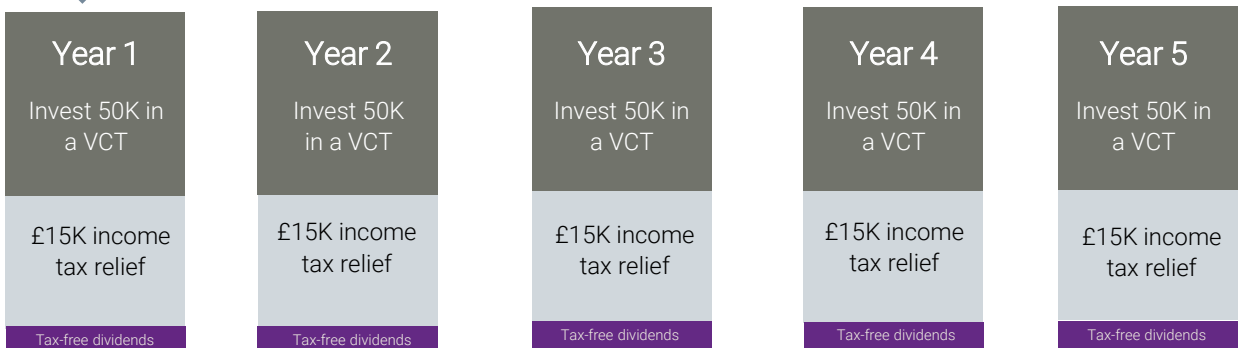 Year 1
Invest 50K in
a VCT
£15K income
tax relief
Tax-free dividends
Year 2
Invest 50K
in a VCT
£15K income
tax relief
Tax-free dividends
Year 3
Invest 50K in
a VCT
£15K income
tax relief
Tax-free dividends
Year 4
Invest 50K in
a VCT
£15K income
tax relief
Tax-free dividends
Year 5
Invest 50K in
a VCT
£15K income
tax relief
Tax-free dividends